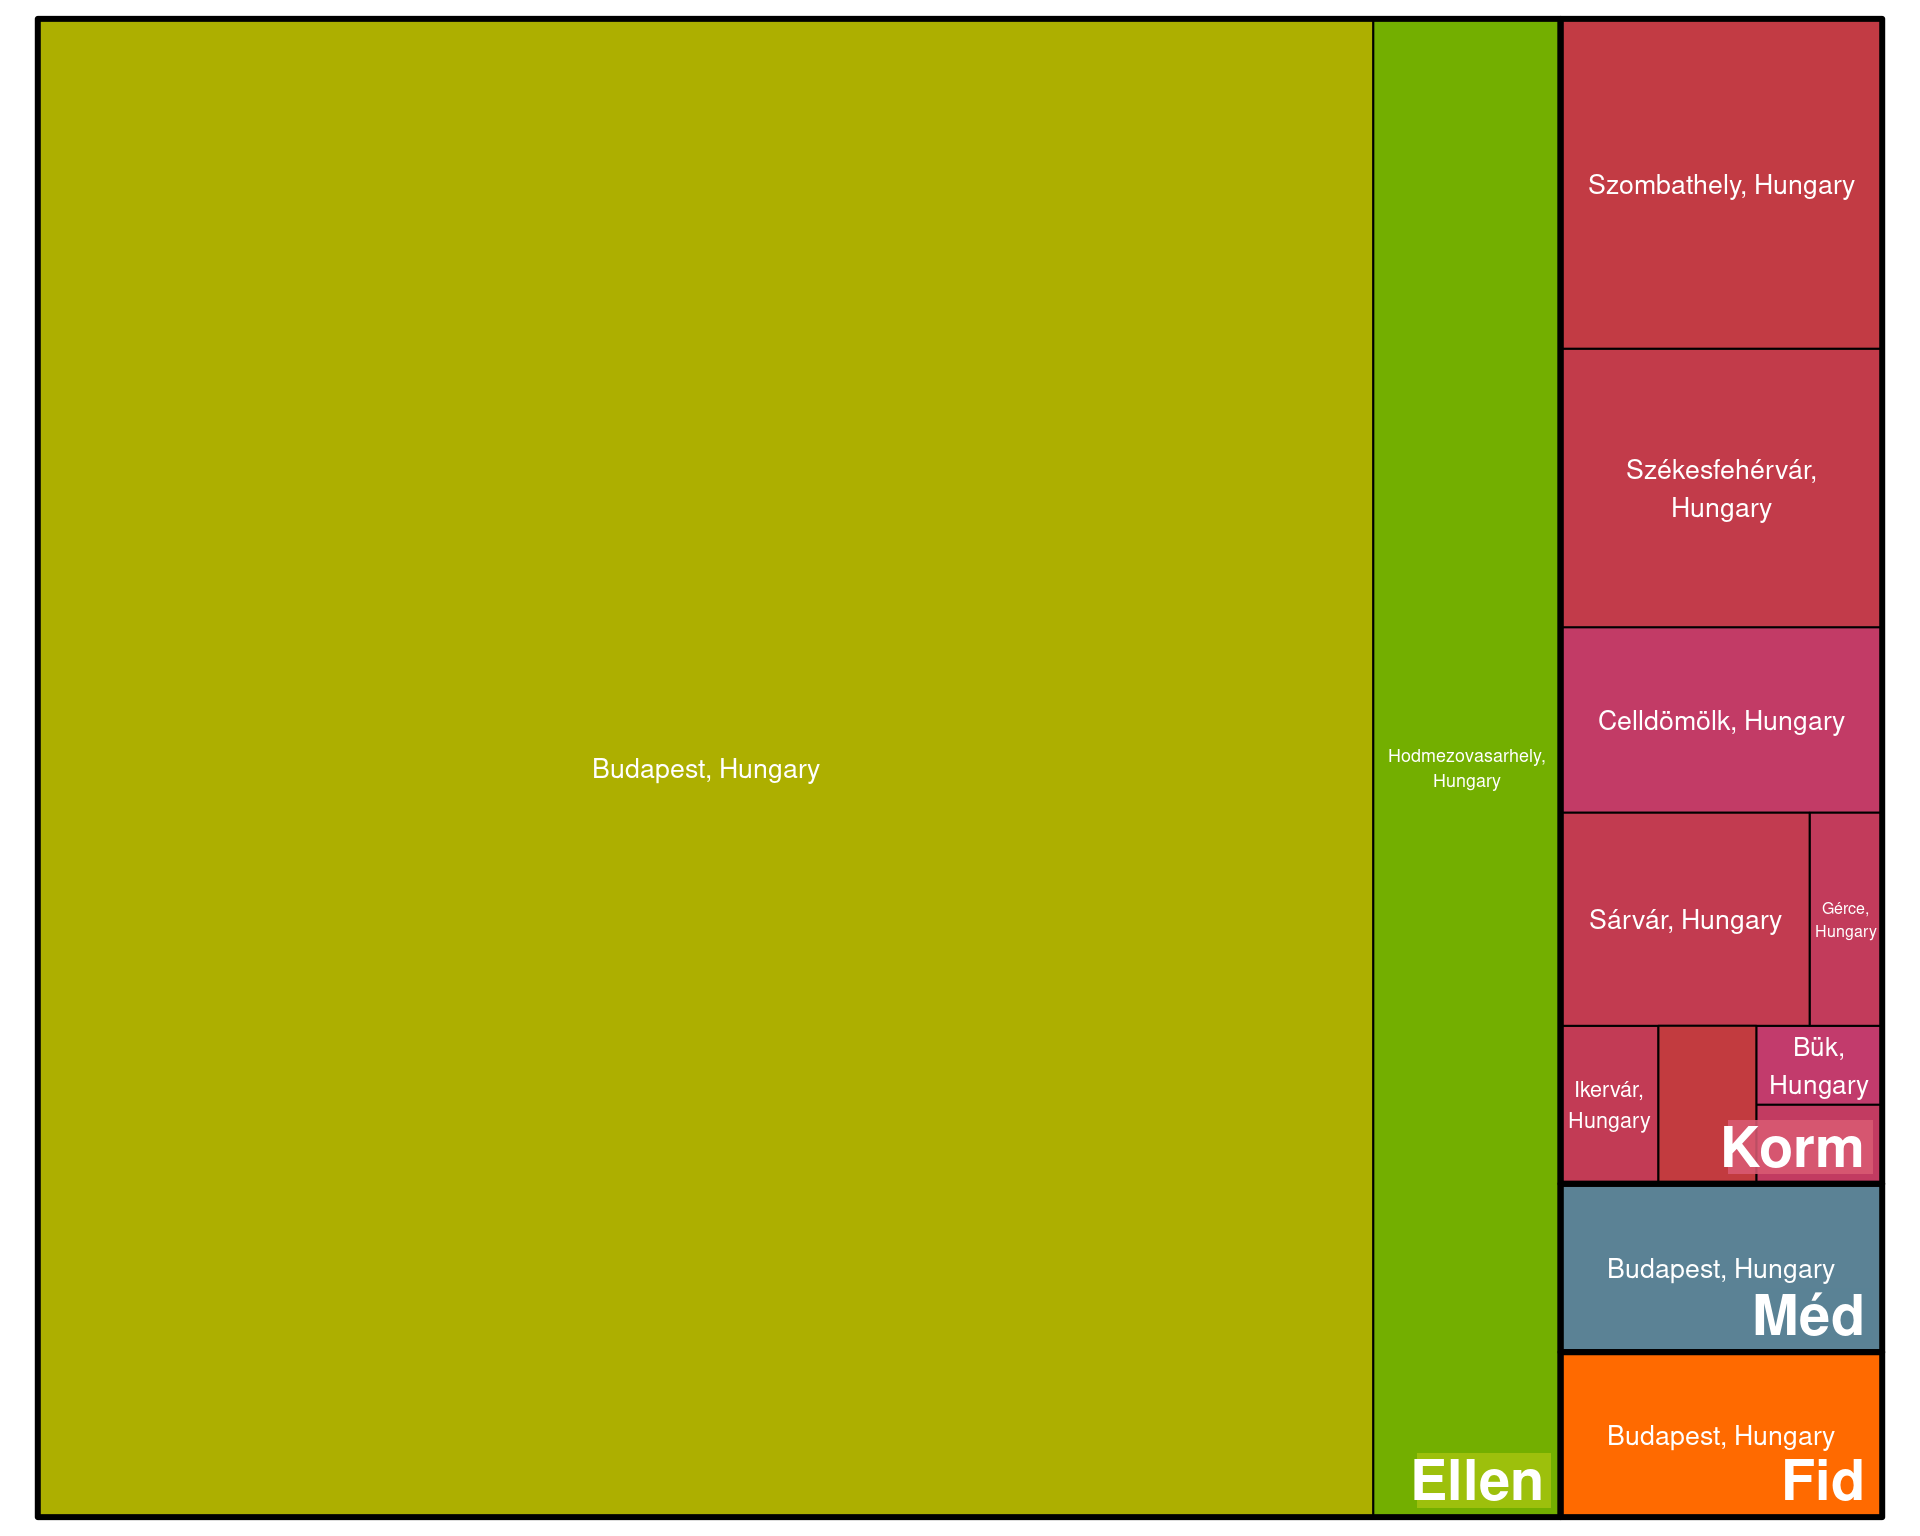 Budapest, Hungary
Hodmezovasarhely,
Hungary
Ellen
Szombathely, Hungary
Székesfehérvár,
Hungary
Celldömölk, Hungary
Sárvár, Hungary
Gérce,
Hungary
Ikervár,
Hungary
Bük,
Hungary
Korm
Budapest, Hungary
Méd
Budapest, Hungary
Fid